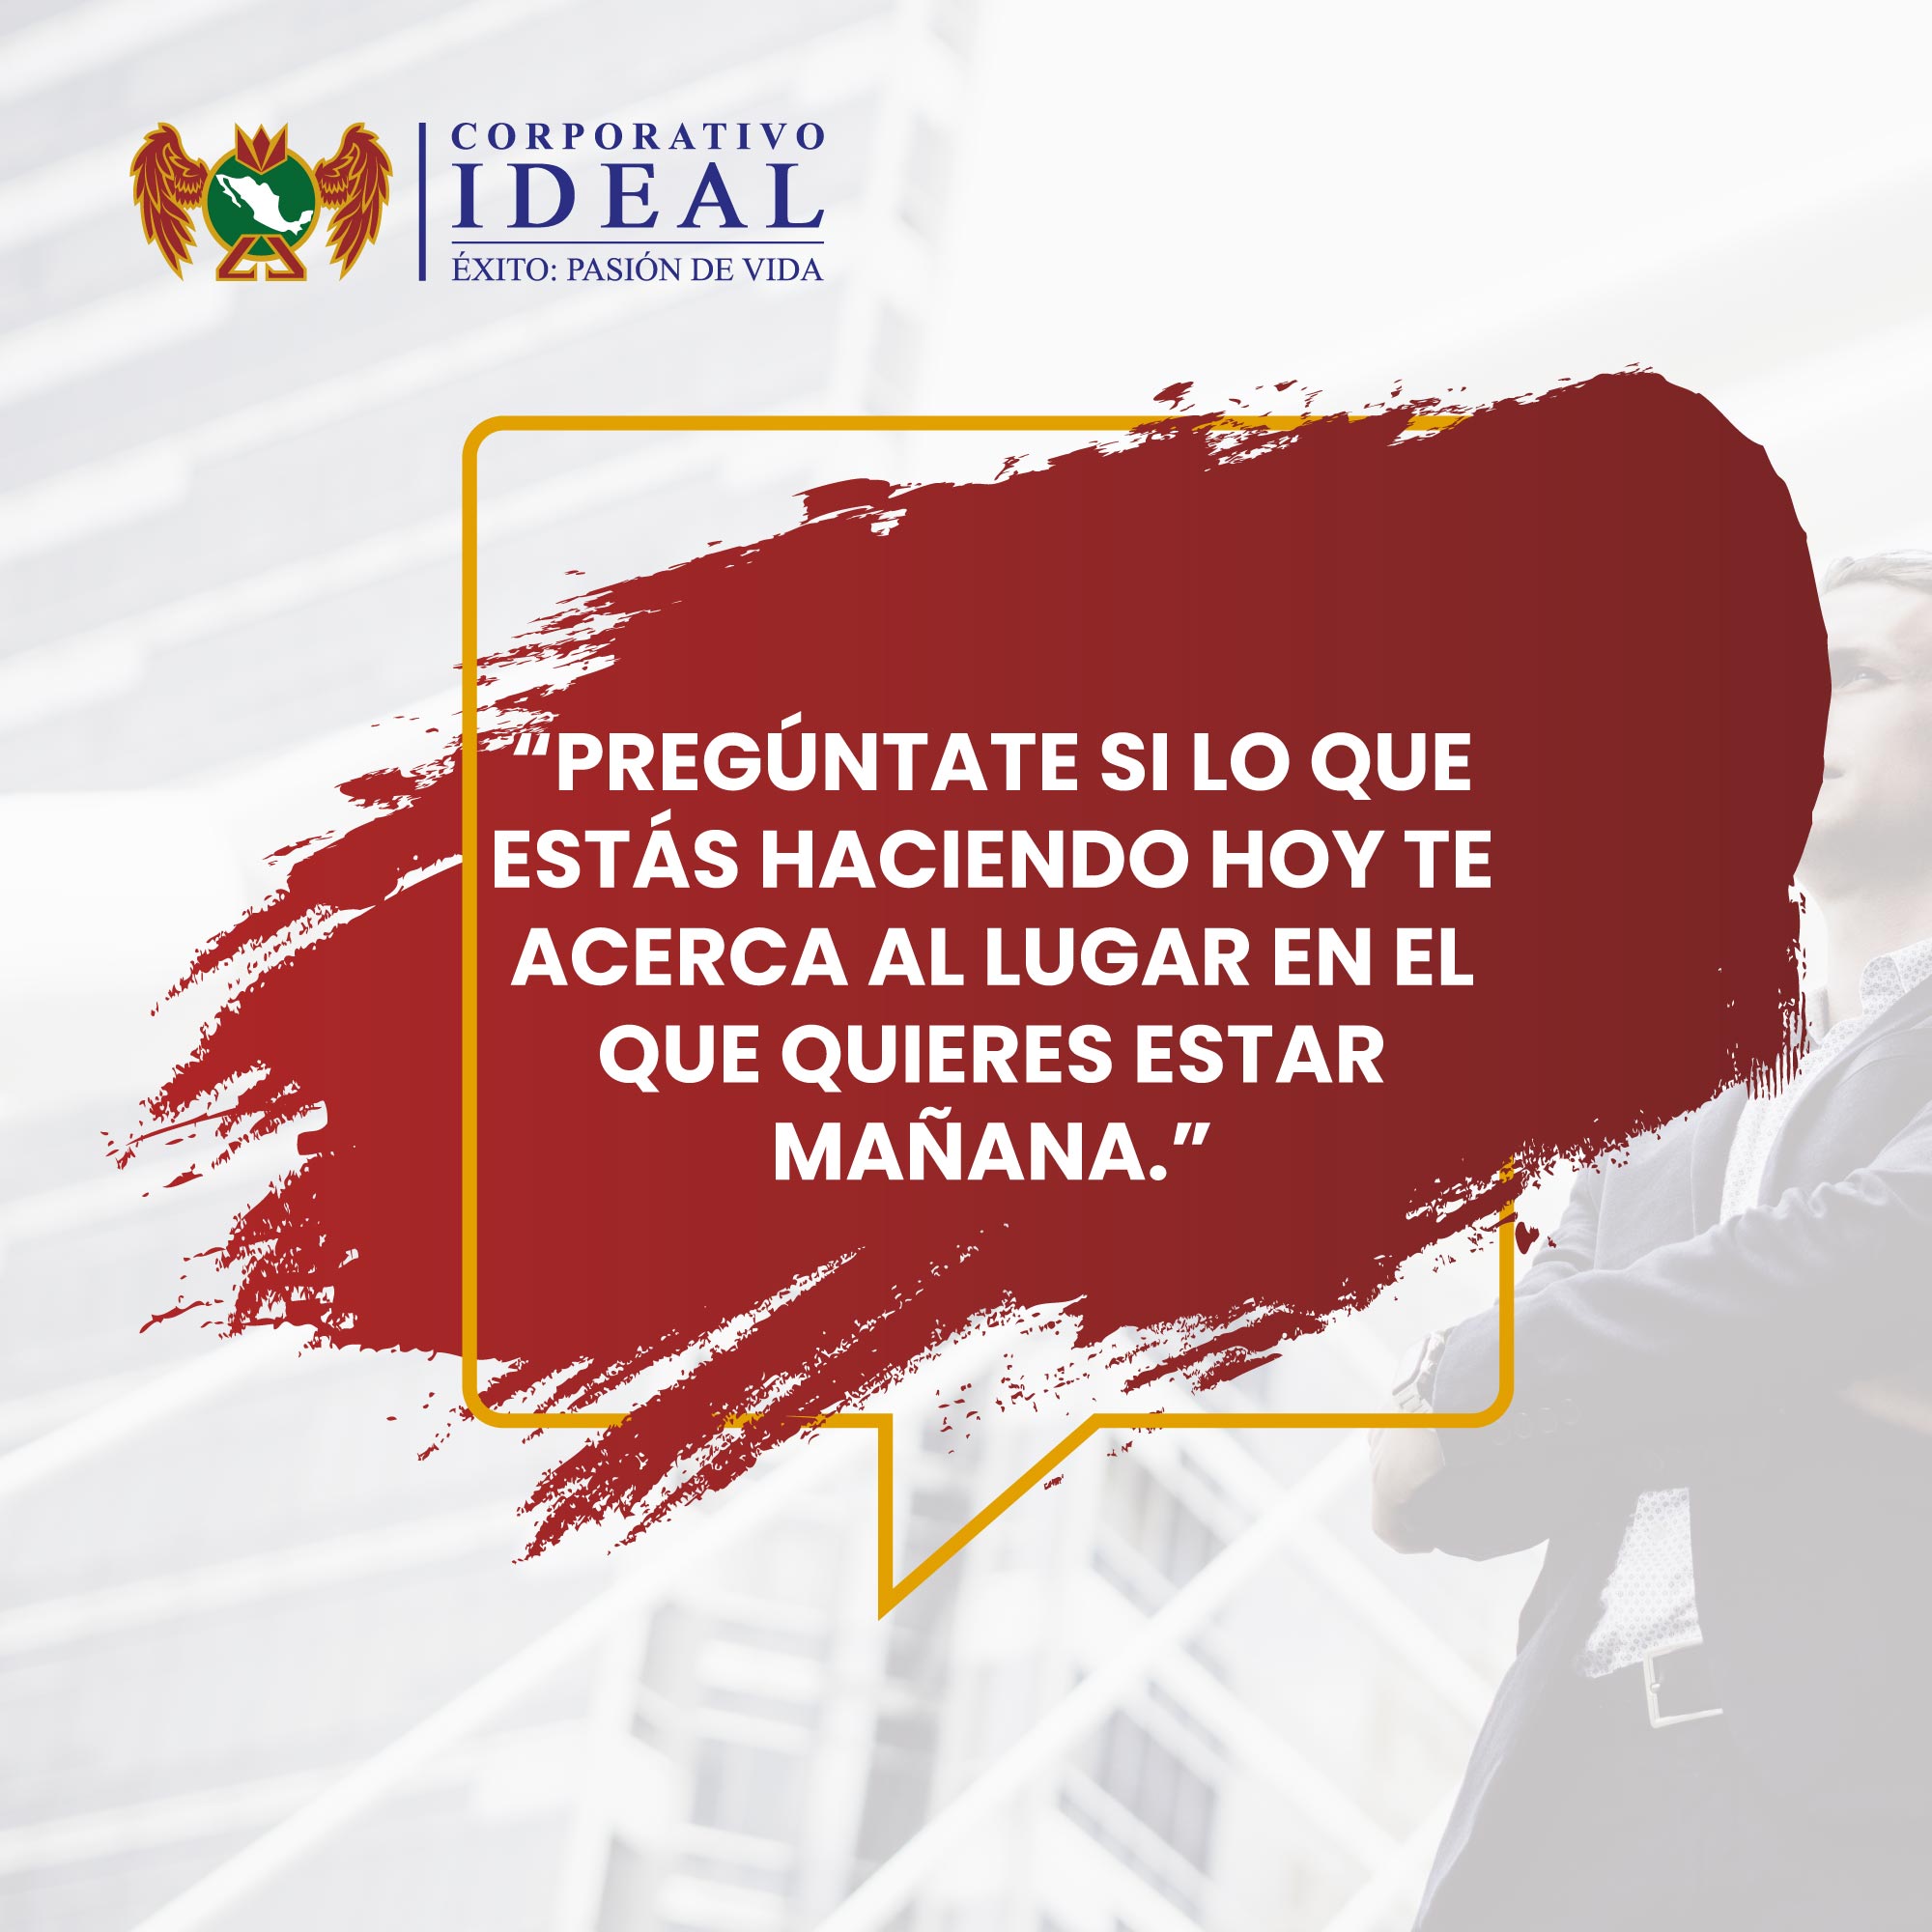 CORPORATIVO
IDEAL
ÉXITO: PASIÓN DE VIDA
“PREGÚNTATE SI LO QUE
ESTÁS HACIENDO HOY TE
ACERCA AL LUGAR EN EL
QUE QUIERES ESTAR
MAÑANA.”